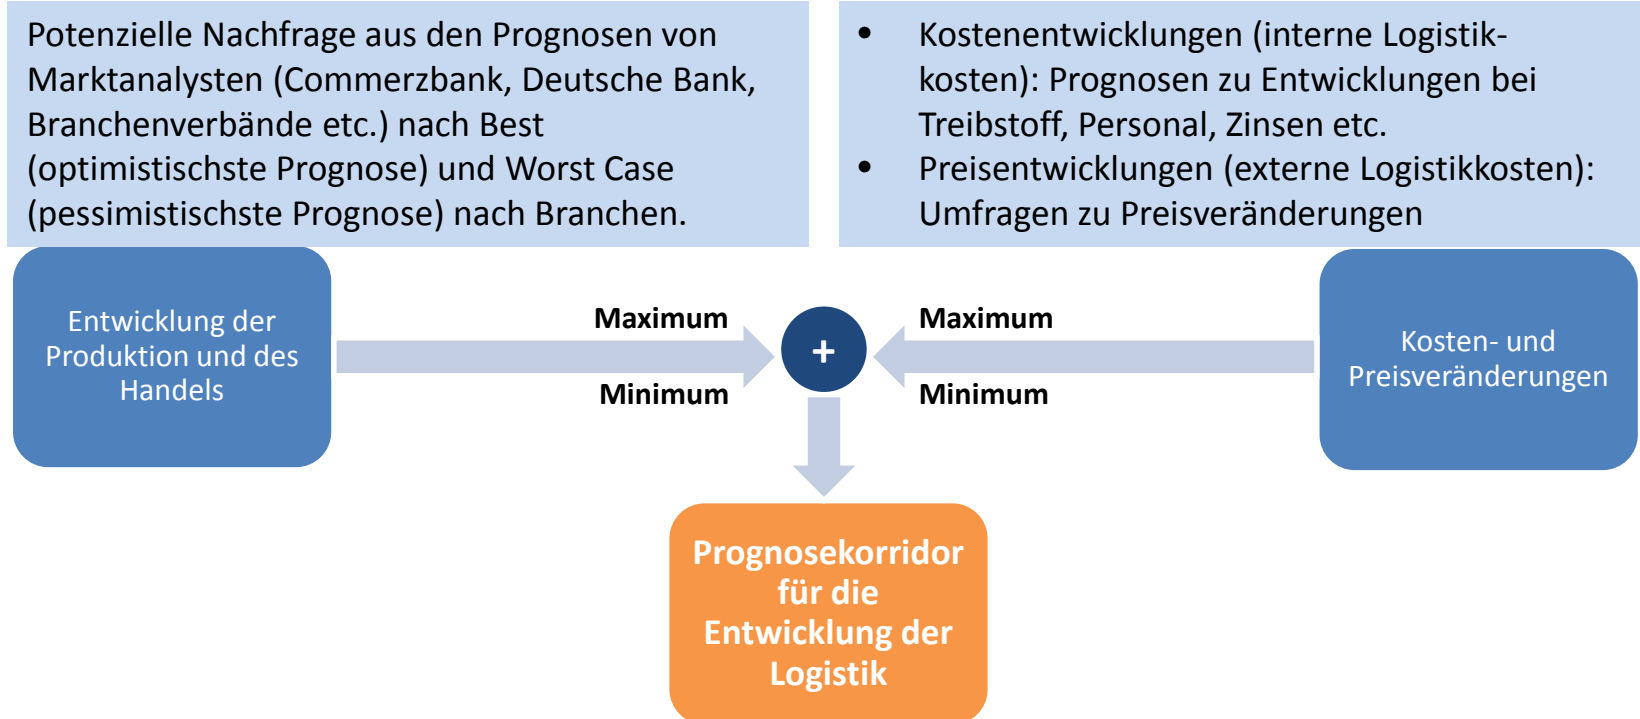 Potenzielle Nachfrage aus den Prognosen von
Marktanalysten (Commerzbank, Deutsche Bank,
Branchenverbände etc.) nach Best
(optimistischste Prognose) und Worst Case
(pessimistischste Prognose) nach Branchen.
• Kostenentwicklungen (interne Logistik-
kosten): Prognosen zu Entwicklungen bei
Treibstoff, Personal, Zinsen etc.
• Preisentwicklungen (externe Logistikkosten):
Umfragen zu Preisveränderungen
Entwicklung der
Produktion und des
Handels
Maximum
Minimum
+
Maximum
Minimum
Kosten- und
Preisveränderungen
Prognosekorridor
für die
Entwicklung der
Logistik